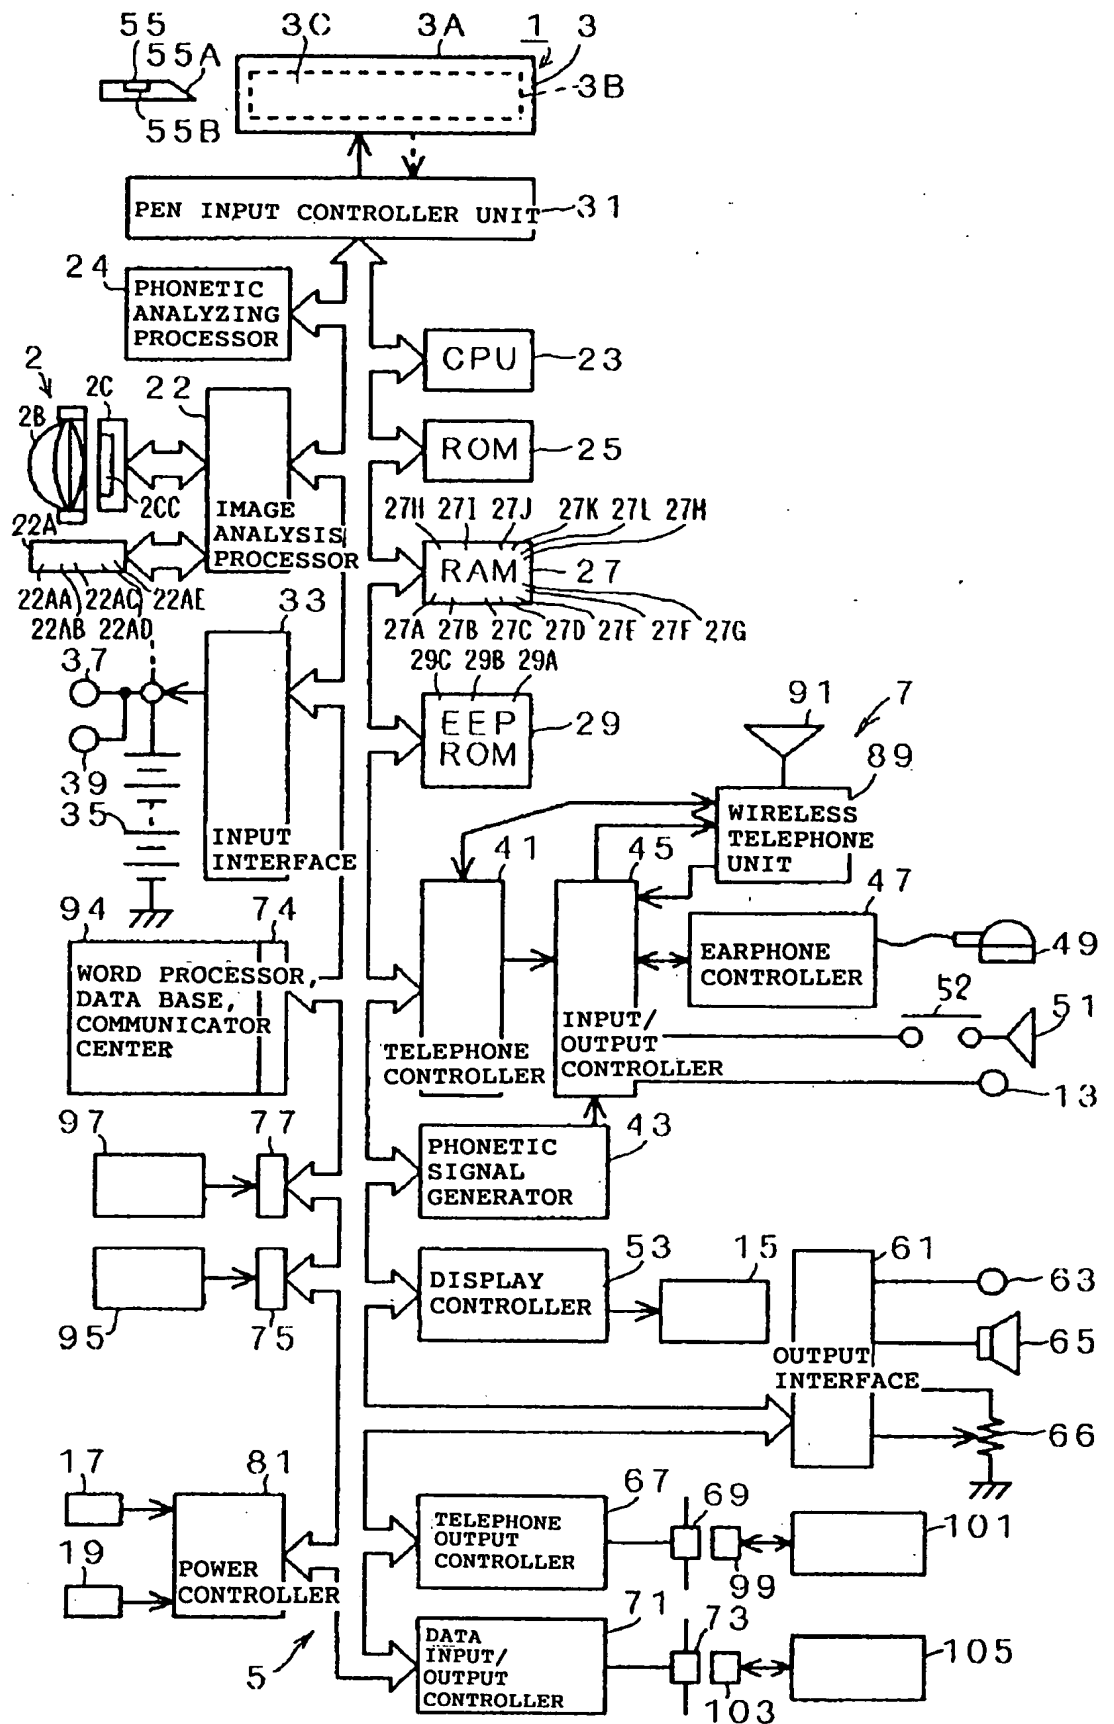 55
55A
55B
3C
3A
1
3
3B
PEN INPUT CONTROLLER UNIT
31
24
PHONETIC
ANALYZING
PROCESSOR
CPU
23
2
2B
2C
2CC
22
ROM
25
IMAGE
ANALYSIS
PROCESSOR
22A
22AA
22AB
22AC
22AD
22AE
27H
27I
27J
27K
27L
27M
RAM
27
27A
27B
27C
27D
27E
27F
27G
33
37
39
35
INPUT
INTERFACE
29C
29B
29A
EEP
ROM
29
91
7
89
WIRELESS
TELEPHONE
UNIT
41
45
47
94
74
WORD PROCESSOR,
DATA BASE,
COMMUNICATOR
CENTER
EARPHONE
CONTROLLER
49
52
51
TELEPHONE
CONTROLLER
INPUT/
OUTPUT
CONTROLLER
13
97
77
PHONETIC
SIGNAL
GENERATOR
43
95
75
DISPLAY
CONTROLLER
53
15
61
63
65
OUTPUT
INTERFACE
66
17
19
81
POWER
CONTROLLER
5
TELEPHONE
OUTPUT
CONTROLLER
67
69
99
101
DATA
INPUT/
OUTPUT
CONTROLLER
71
73
103
105